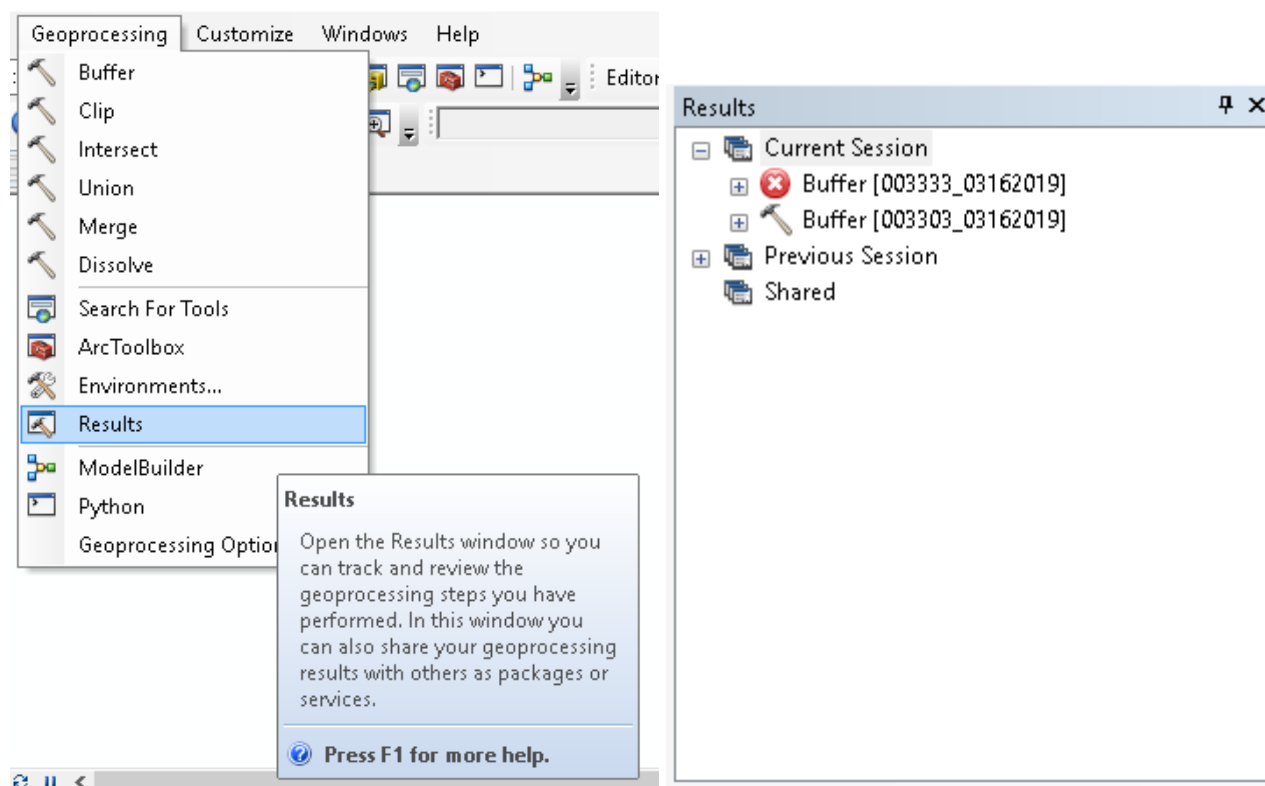 Geoprocessing Customize Windows Help
Buffer
Editor
Clip
Intersect
Union
Merge
Dissolve
Search For Tools
ArcToolbox
Environments...
Results
ModelBuilder
Python
Geoprocessing Option
Results
Open the Results window so you
can track and review the
geoprocessing steps you have
performed. In this window you
can also share your geoprocessing
results with others as packages or
services.
Press F1 for more help.
Results
Current Session
Buffer [003333_03162019]
Buffer [003303_03162019]
Previous Session
Shared